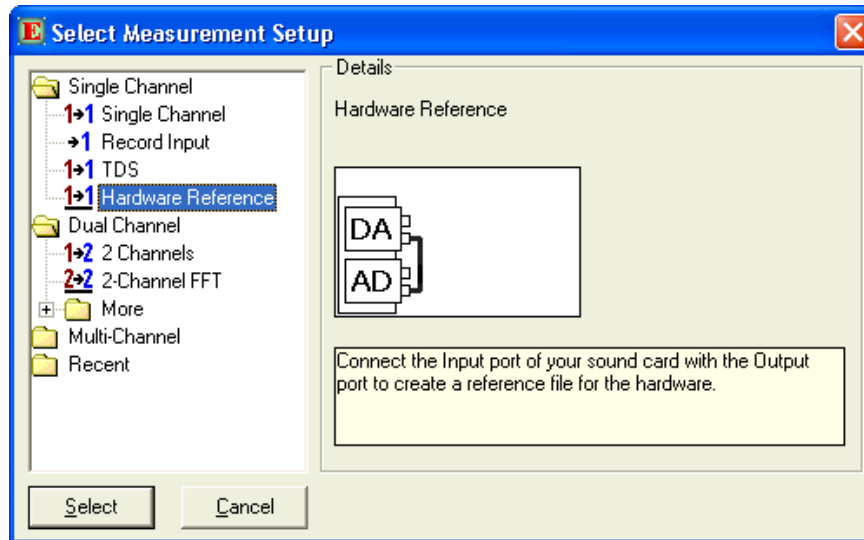 E Select Measurement Setup
Single Channel
1→1 Single Channel
→1 Record Input
1→1 TDS
1→1 Hardware Reference
Dual Channel
1→2 2 Channels
2→2 2-Channel FFT
More
Multi-Channel
Recent
Details
Hardware Reference
DA
AD
Connect the Input port of your sound card with the Output
port to create a reference file for the hardware.
Select
Cancel